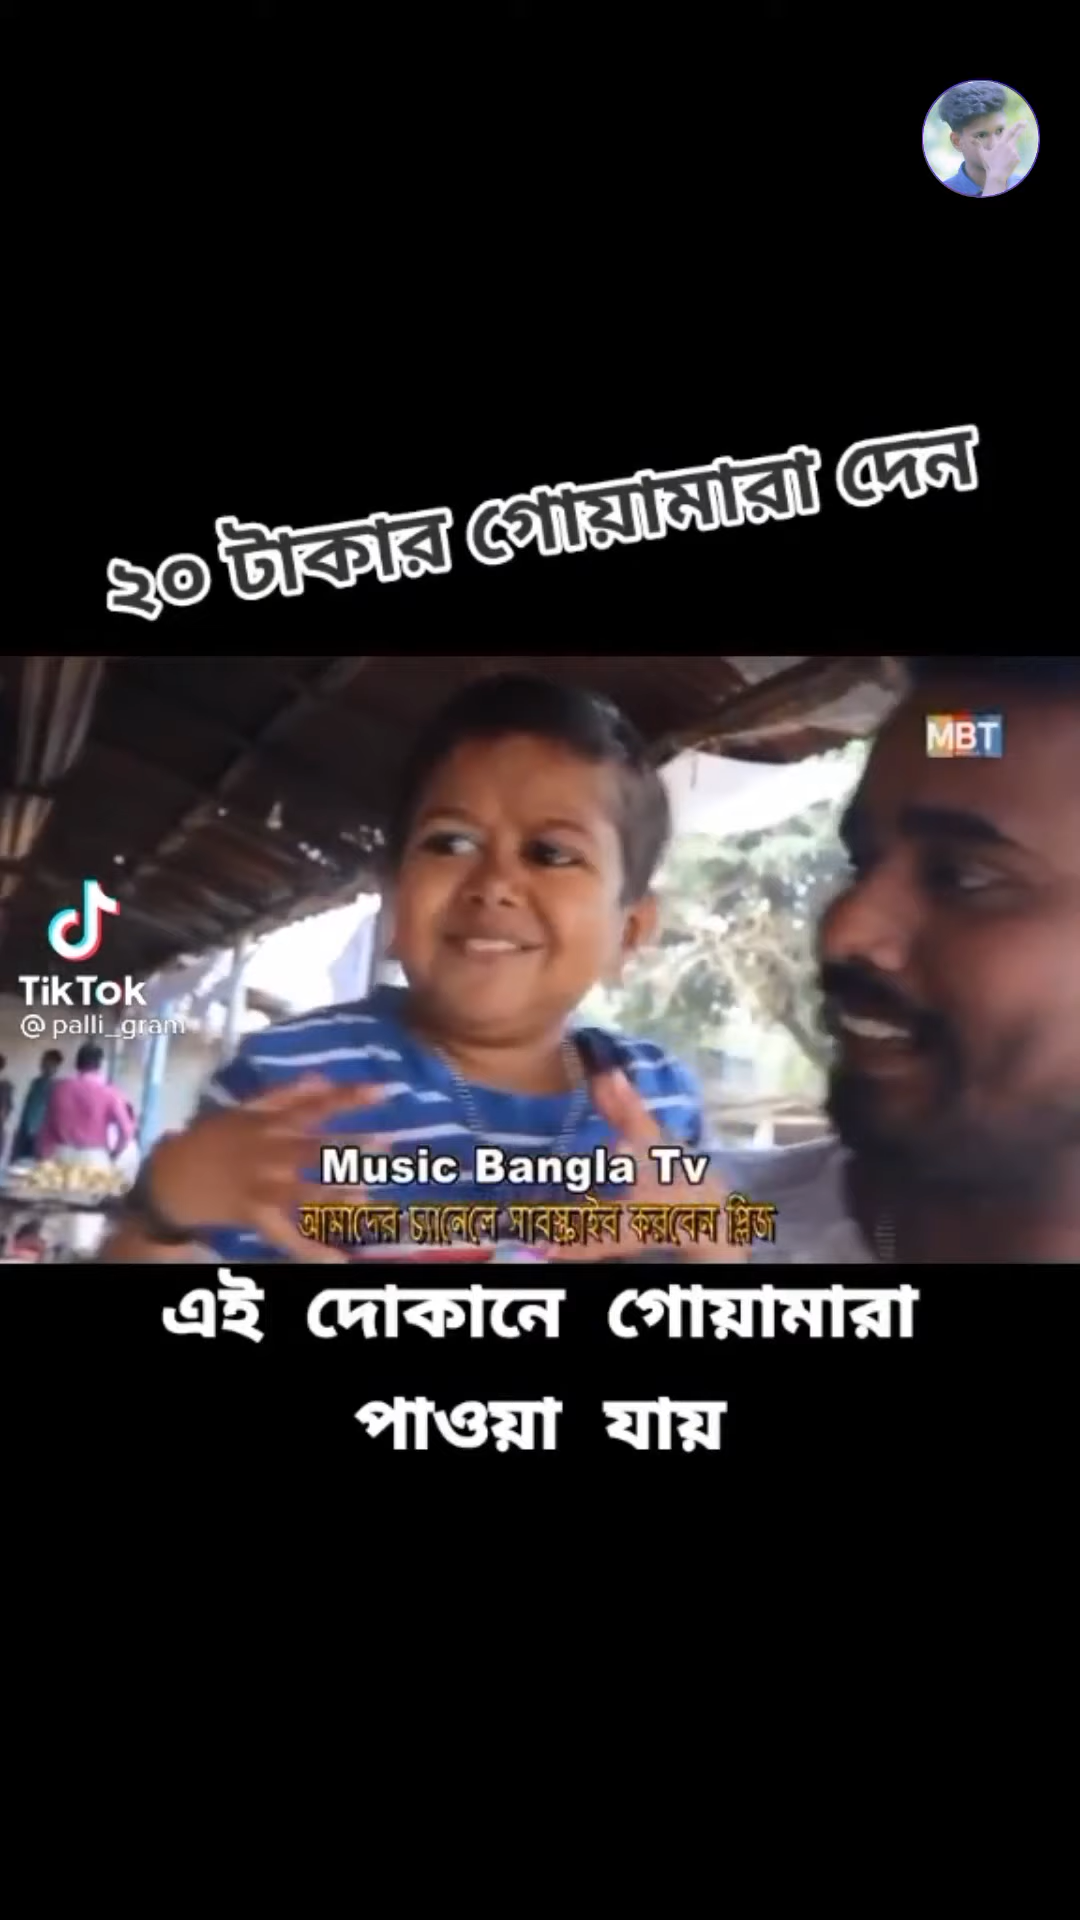 ২০ টাকার গোয়ামারা দেন
MBT
TikTok
@palli_gram
Music Bangla Tv
আমাদের চ্যানেলে সাবস্ক্রাইব করবেন প্লিজ
এই দোকানে গোয়ামারা
পাওয়া যায়